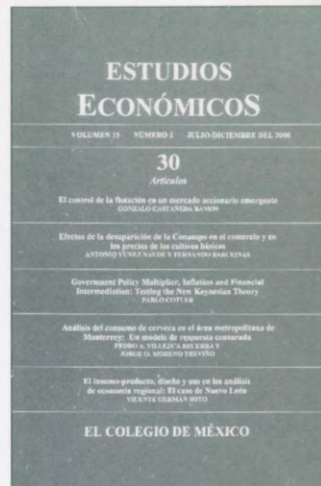 ESTUDIOS
ECONÓMICOS
VOLUMEN 15 NÚMERO 2 JULIO-DICIEMBRE DEL 2000
30
Artículos
El control de la flotación en un mercado accionario emergente
GONZALO CASTAÑEDA RAMOS
Efectos de la desaparición de la Conasupo en el comercio y en
los precios de los cultivos básicos
ANTONIO YÚNEZ NAUDE Y FERNANDO BARCEINAS
Government Policy Multiplier, Inflation and Financial
Intermediation: Testing the New Keynesian Theory
PABLO COTLER
Análisis del consumo de cerveza en el área metropolitana de
Monterrey: Un modelo de respuesta censurada
PEDRO A. VILLEZCA BECERRA Y
JORGE O. MORENO TREVIÑO
El insumo-producto, diseño y uso en los análisis
de economía regional: El caso de Nuevo León
VICENTE GERMÁN SOTO
EL COLEGIO DE MÉXICO